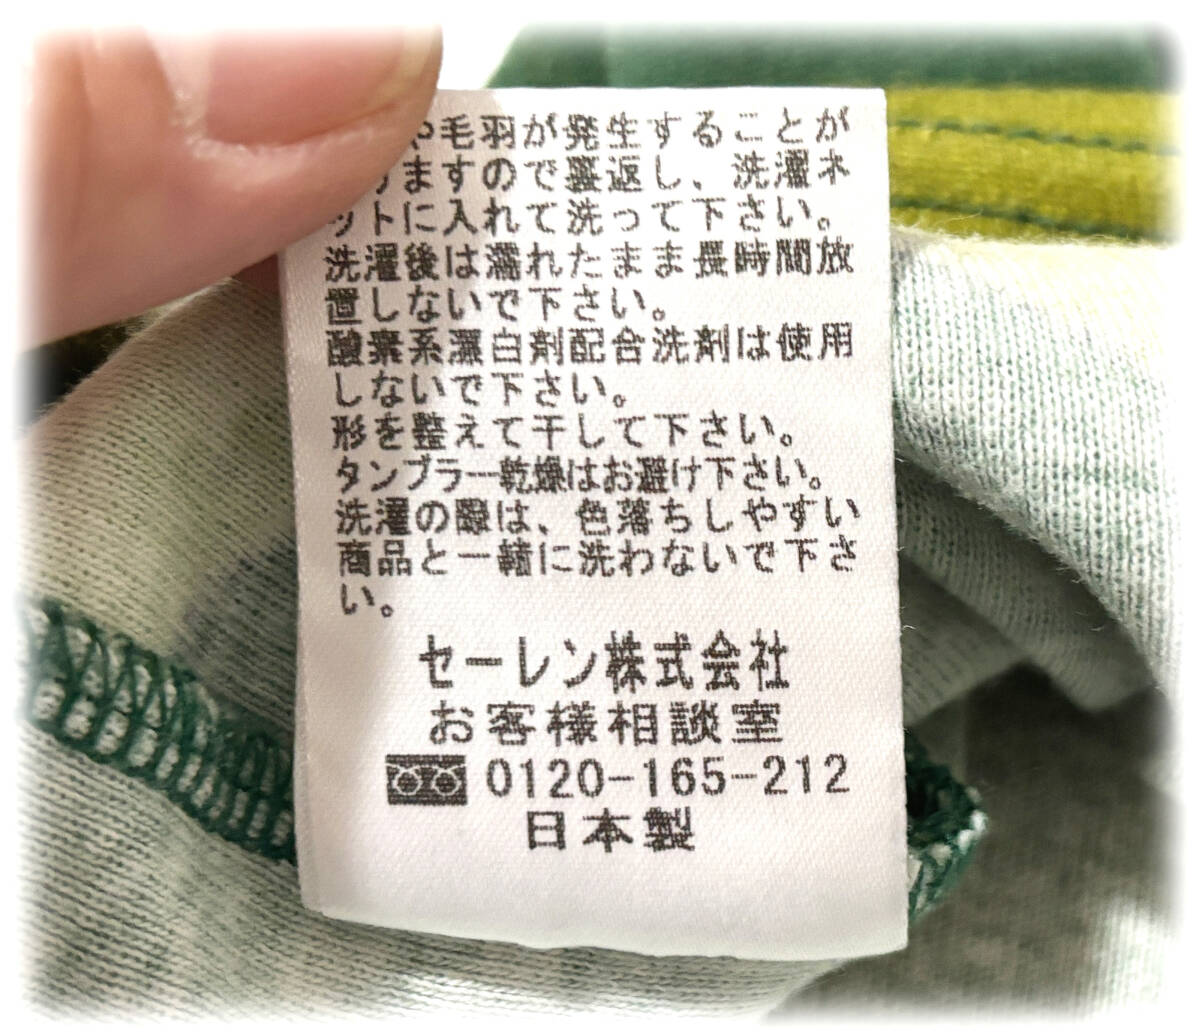 や毛羽が発生することが
ますので裏返し、洗濯ネ
ットに入れて洗って下さい。
洗濯後は濡れたまま長時間放
置しないで下さい。
酸素系漂白剤配合洗剤は使用
しないで下さい。
形を整えて干して下さい。
タンブラー乾燥はお避け下さい。
洗濯の際は、色落ちしやすい
商品と一緒に洗わないで下さ
い。
セーレン株式会社
お客様相談室
0120-165-212
日本製